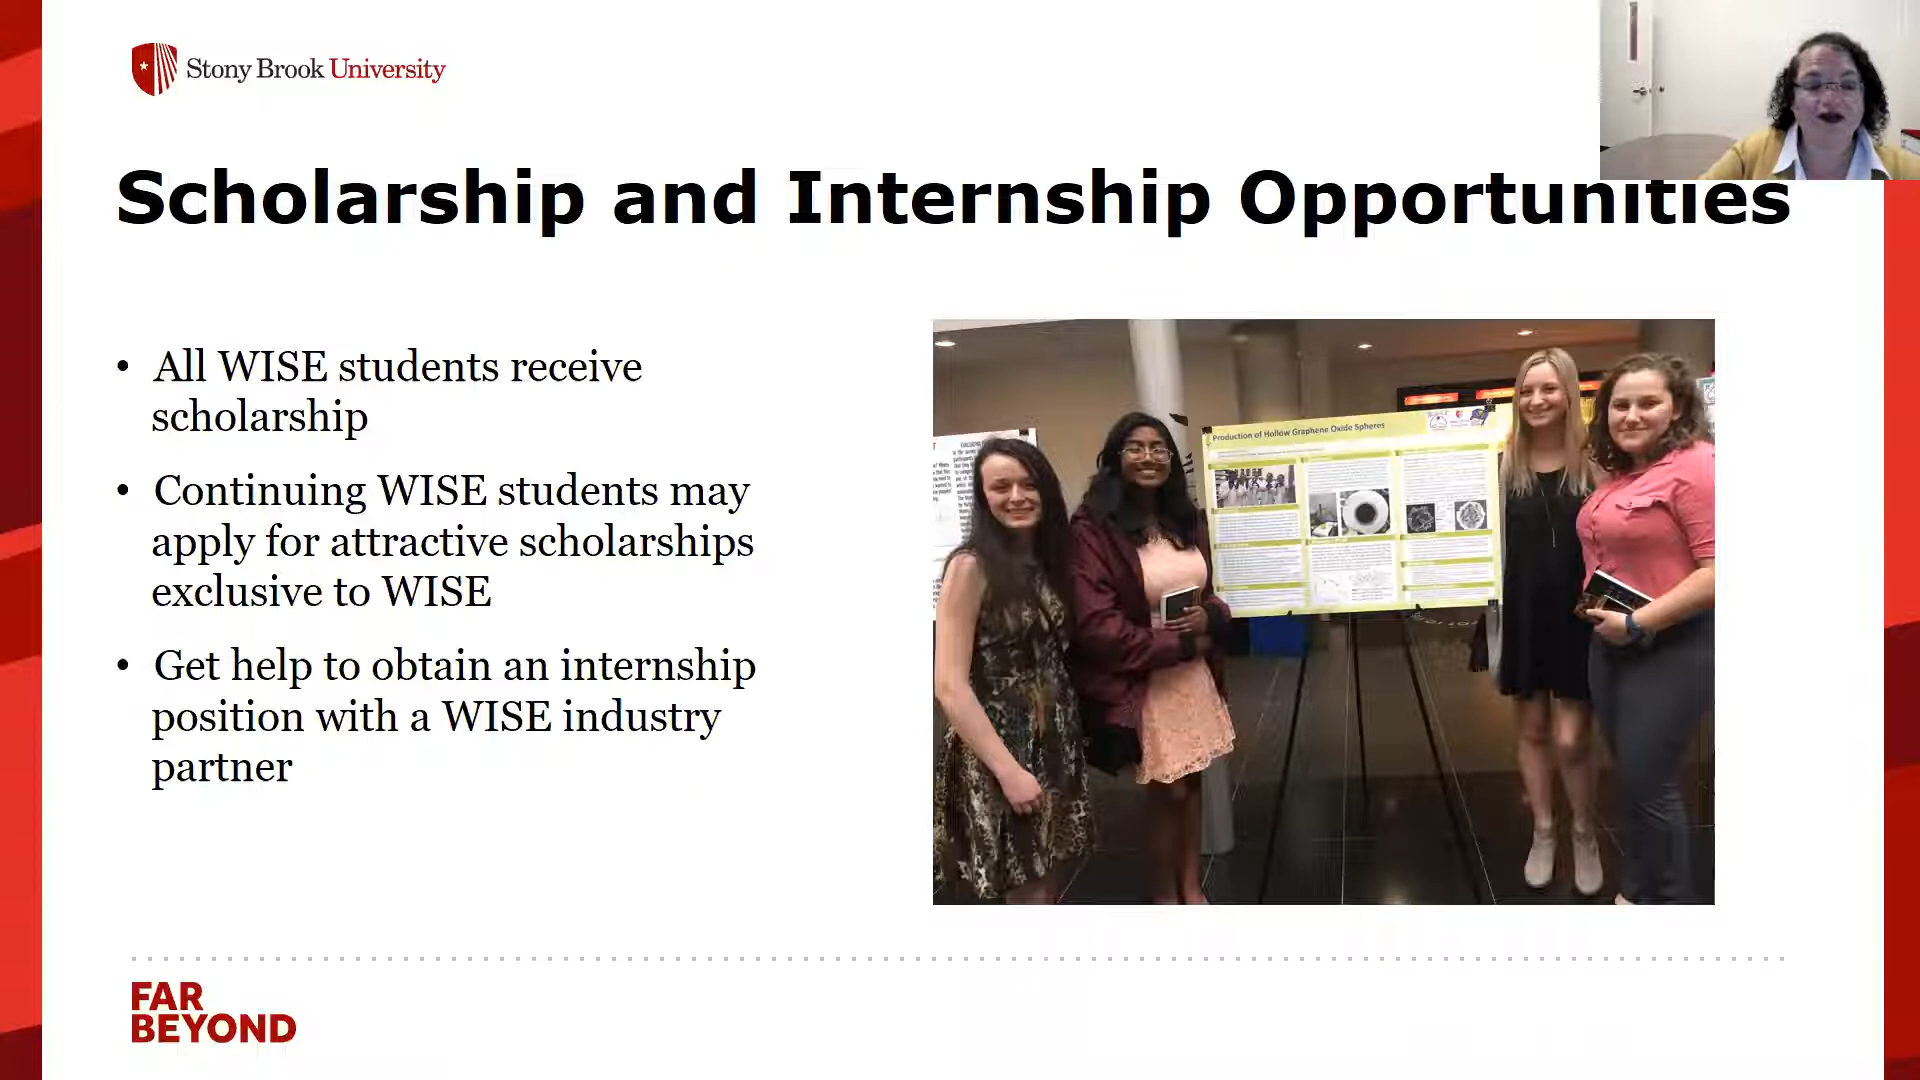 Stony Brook University
Scholarship and Internship Opportunities
• All WISE students receive
scholarship
• Continuing WISE students may
apply for attractive scholarships
exclusive to WISE
• Get help to obtain an internship
position with a WISE industry
partner
Production of Hollow Graphene Oxide Spheres
FAR
BEYOND